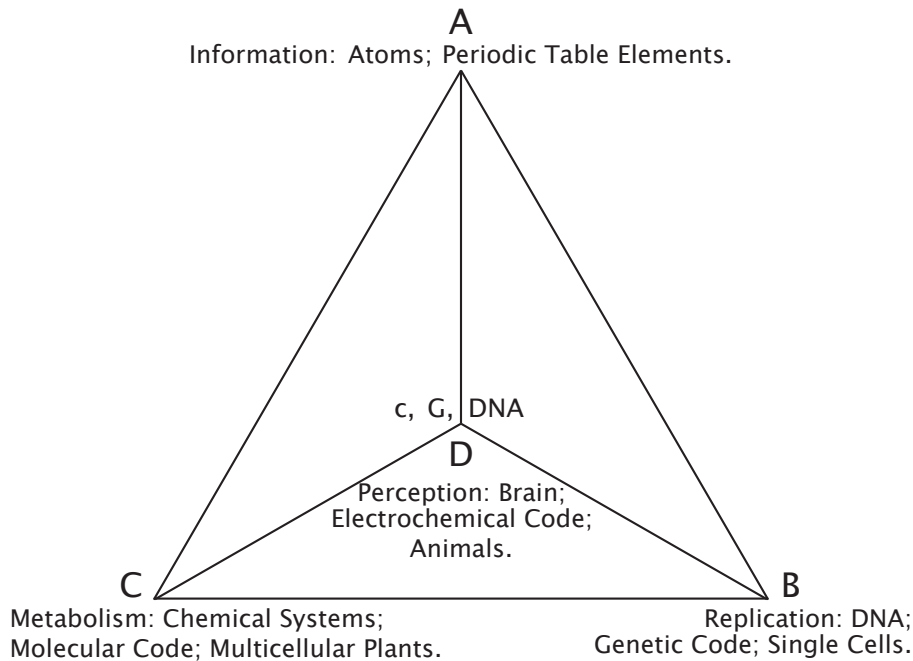 A
Information: Atoms; Periodic Table Elements.
c, G, DNA
D
Perception: Brain;
Electrochemical Code;
Animals.
C
Metabolism: Chemical Systems;
Molecular Code; Multicellular Plants.
B
Replication: DNA;
Genetic Code; Single Cells.